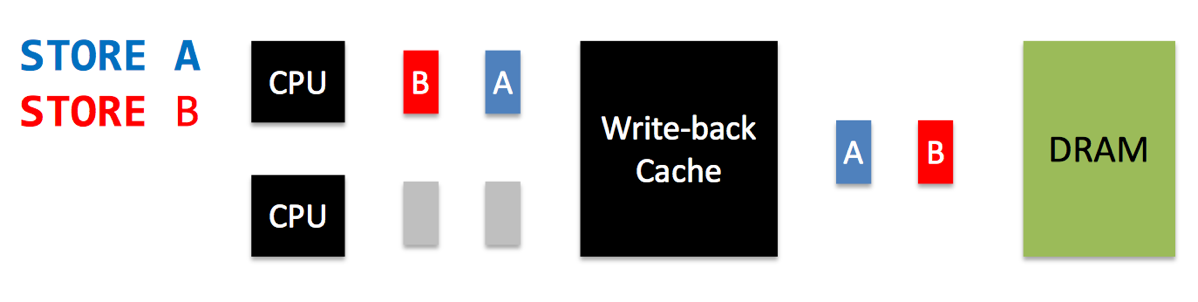 STORE A
STORE B
CPU
B
A
CPU
Write-back
Cache
A
B
DRAM